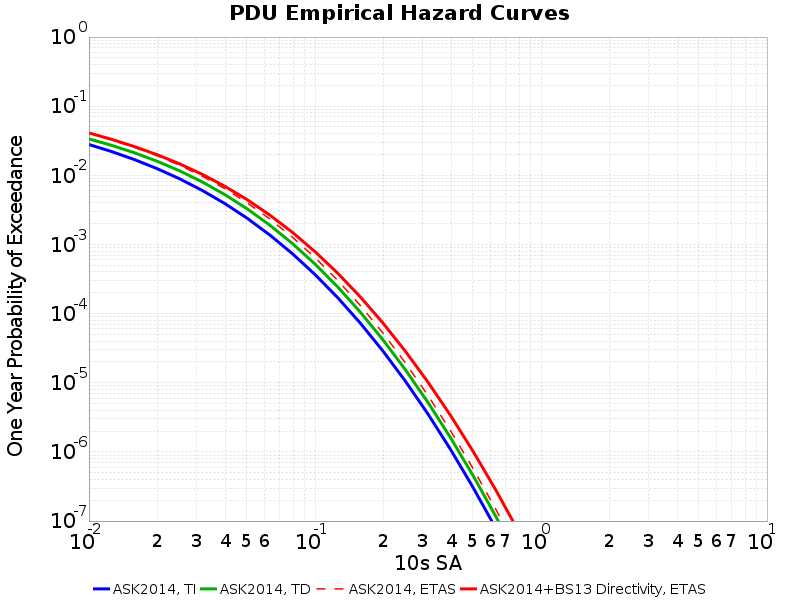 PDU Empirical Hazard Curves
One Year Probability of Exceedance
10^0
10^-1
10^-2
10^-3
10^-4
10^-5
10^-6
10^-7
10^-2 2 3 4 5 6 10^-1 2 3 4 5 6 7 10^0 2 3 4 5 6 7 10^1
10s SA
ASK2014, TI ASK2014, TD ASK2014, ETAS ASK2014+BS13 Directivity, ETAS